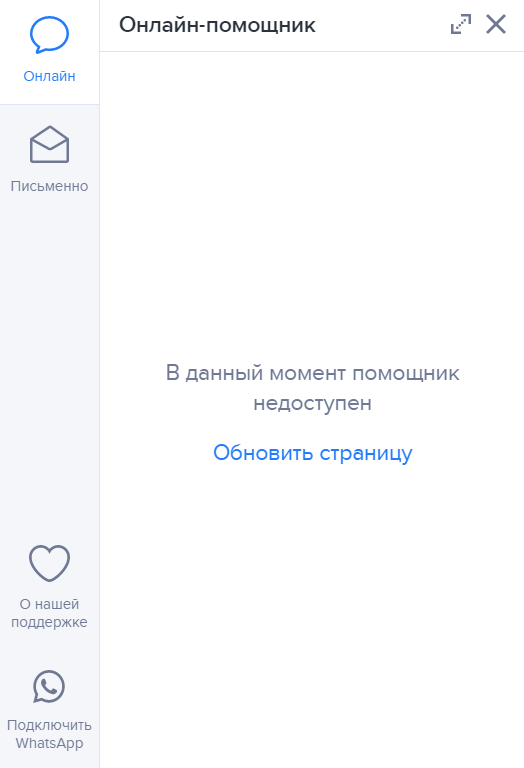 Онлайн-помощник
Онлайн
Письменно
В данный момент помощник
недоступен
Обновить страницу
О нашей
поддержке
Подключить
WhatsApp